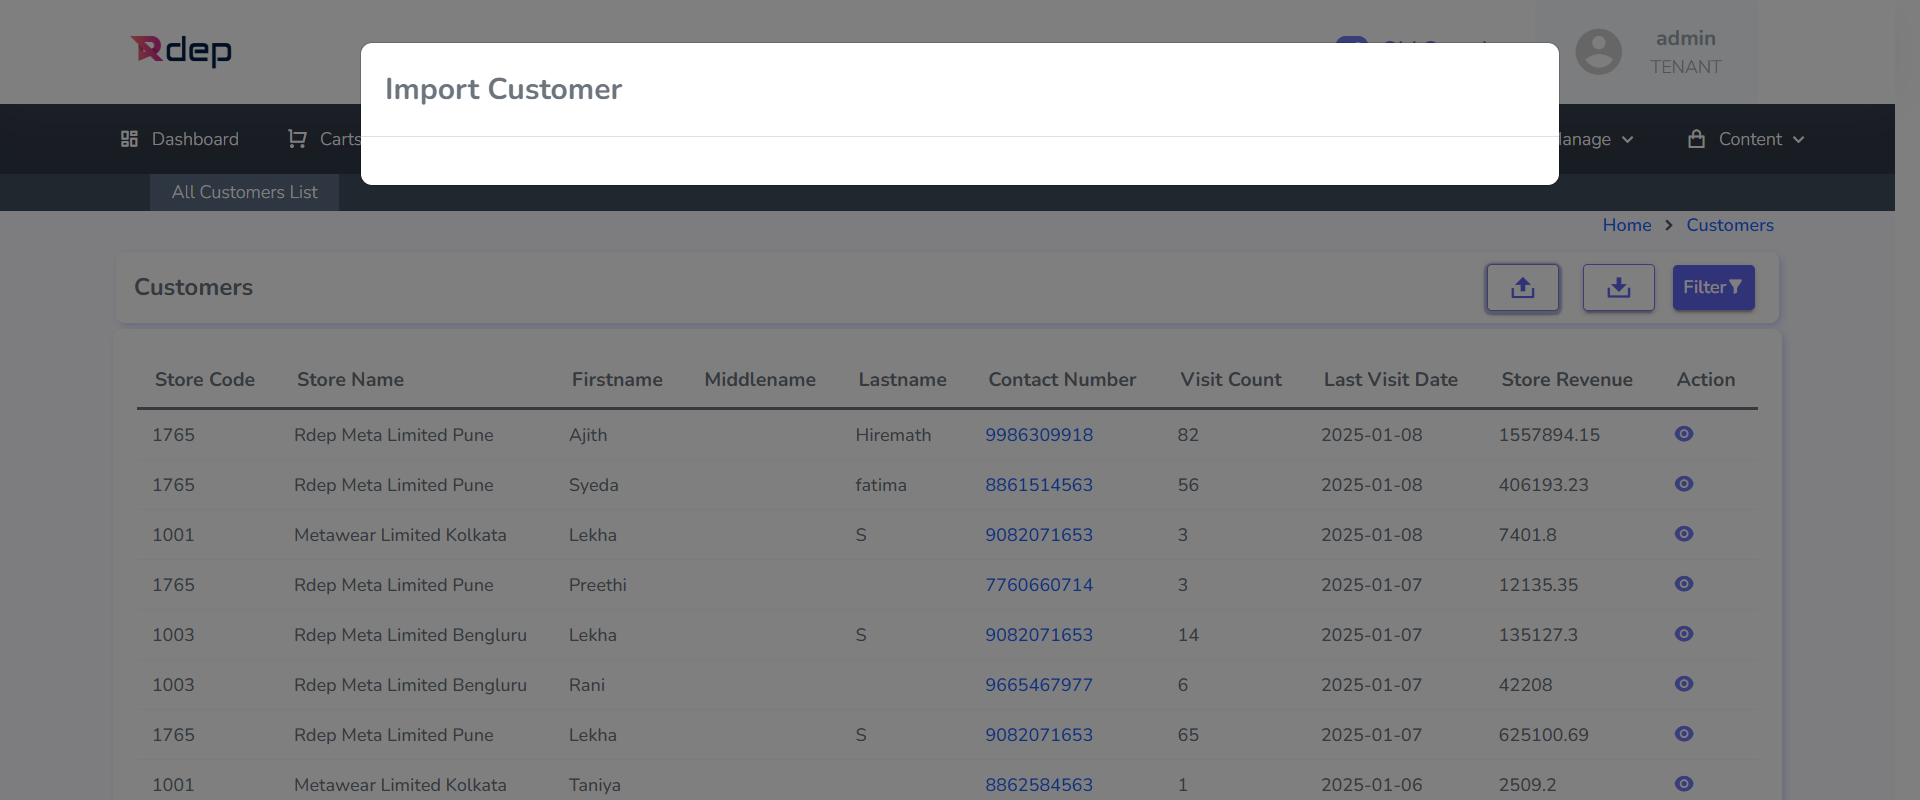 Rdep
admin
TENANT
Import Customer
Dashboard
Carts
Content
All Customers List
Home > Customers
Customers
Filter
Store Code Store Name Firstname Middlename Lastname Contact Number Visit Count Last Visit Date Store Revenue Action
1765 Rdep Meta Limited Pune Ajith Hiremath 9986309918 82 2025-01-08 1557894.15
1765 Rdep Meta Limited Pune Syeda fatima 8861514563 56 2025-01-08 406193.23
1001 Metawear Limited Kolkata Lekha S 9082071653 3 2025-01-08 7401.8
1765 Rdep Meta Limited Pune Preethi 7760660714 3 2025-01-07 12135.35
1003 Rdep Meta Limited Bengluru Lekha S 9082071653 14 2025-01-07 135127.3
1003 Rdep Meta Limited Bengluru Rani 9665467977 6 2025-01-07 42208
1765 Rdep Meta Limited Pune Lekha S 9082071653 65 2025-01-07 625100.69
1001 Metawear Limited Kolkata Taniya 8862584563 1 2025-01-06 2509.2